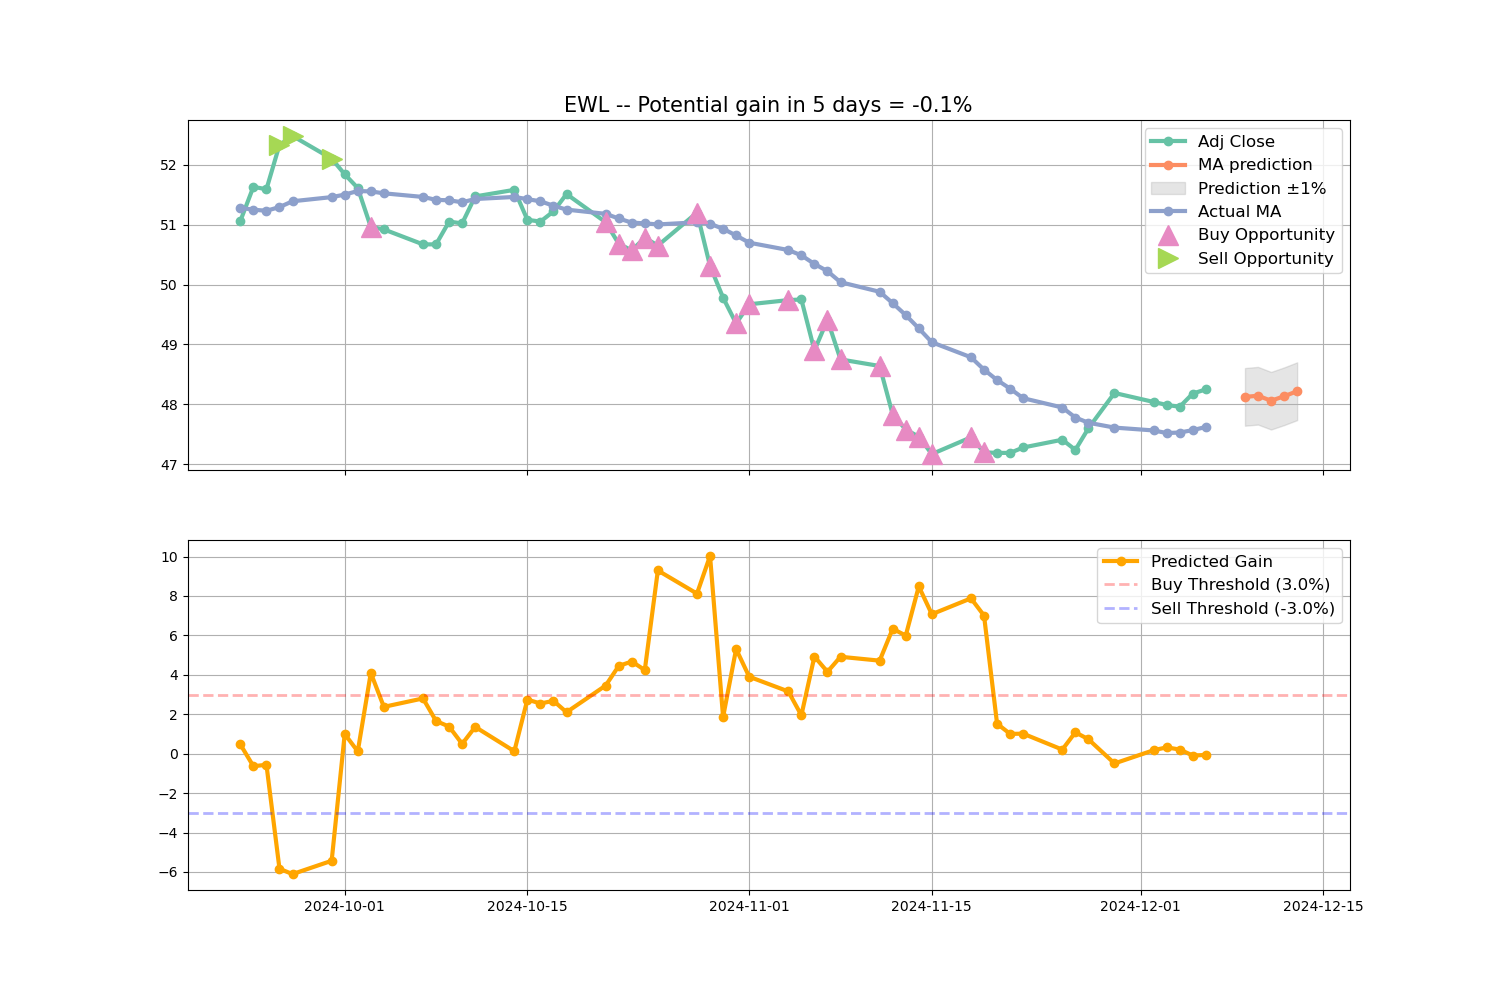 EWL -- Potential gain in 5 days = -0.1%
52
51
50
49
48
47
Adj Close
MA prediction
Prediction ±1%
Actual MA
Buy Opportunity
Sell Opportunity
10
8
6
4
2
0
−2
−4
−6
Predicted Gain
Buy Threshold (3.0%)
Sell Threshold (-3.0%)
2024-10-01
2024-10-15
2024-11-01
2024-11-15
2024-12-01
2024-12-15